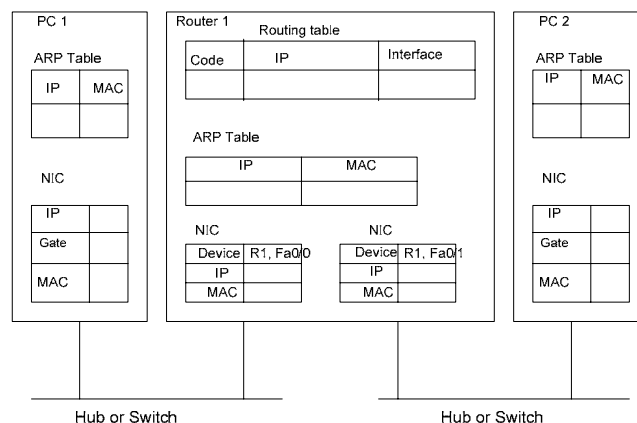 PC 1
ARP Table
IP MAC
NIC
IP
Gate
MAC
Router 1
Routing table
Code IP Interface
ARP Table
IP MAC
NIC
Device R1, Fa0/0
IP
MAC
NIC
Device R1, Fa0/1
IP
MAC
PC 2
ARP Table
IP MAC
NIC
IP
Gate
MAC
Hub or Switch
Hub or Switch